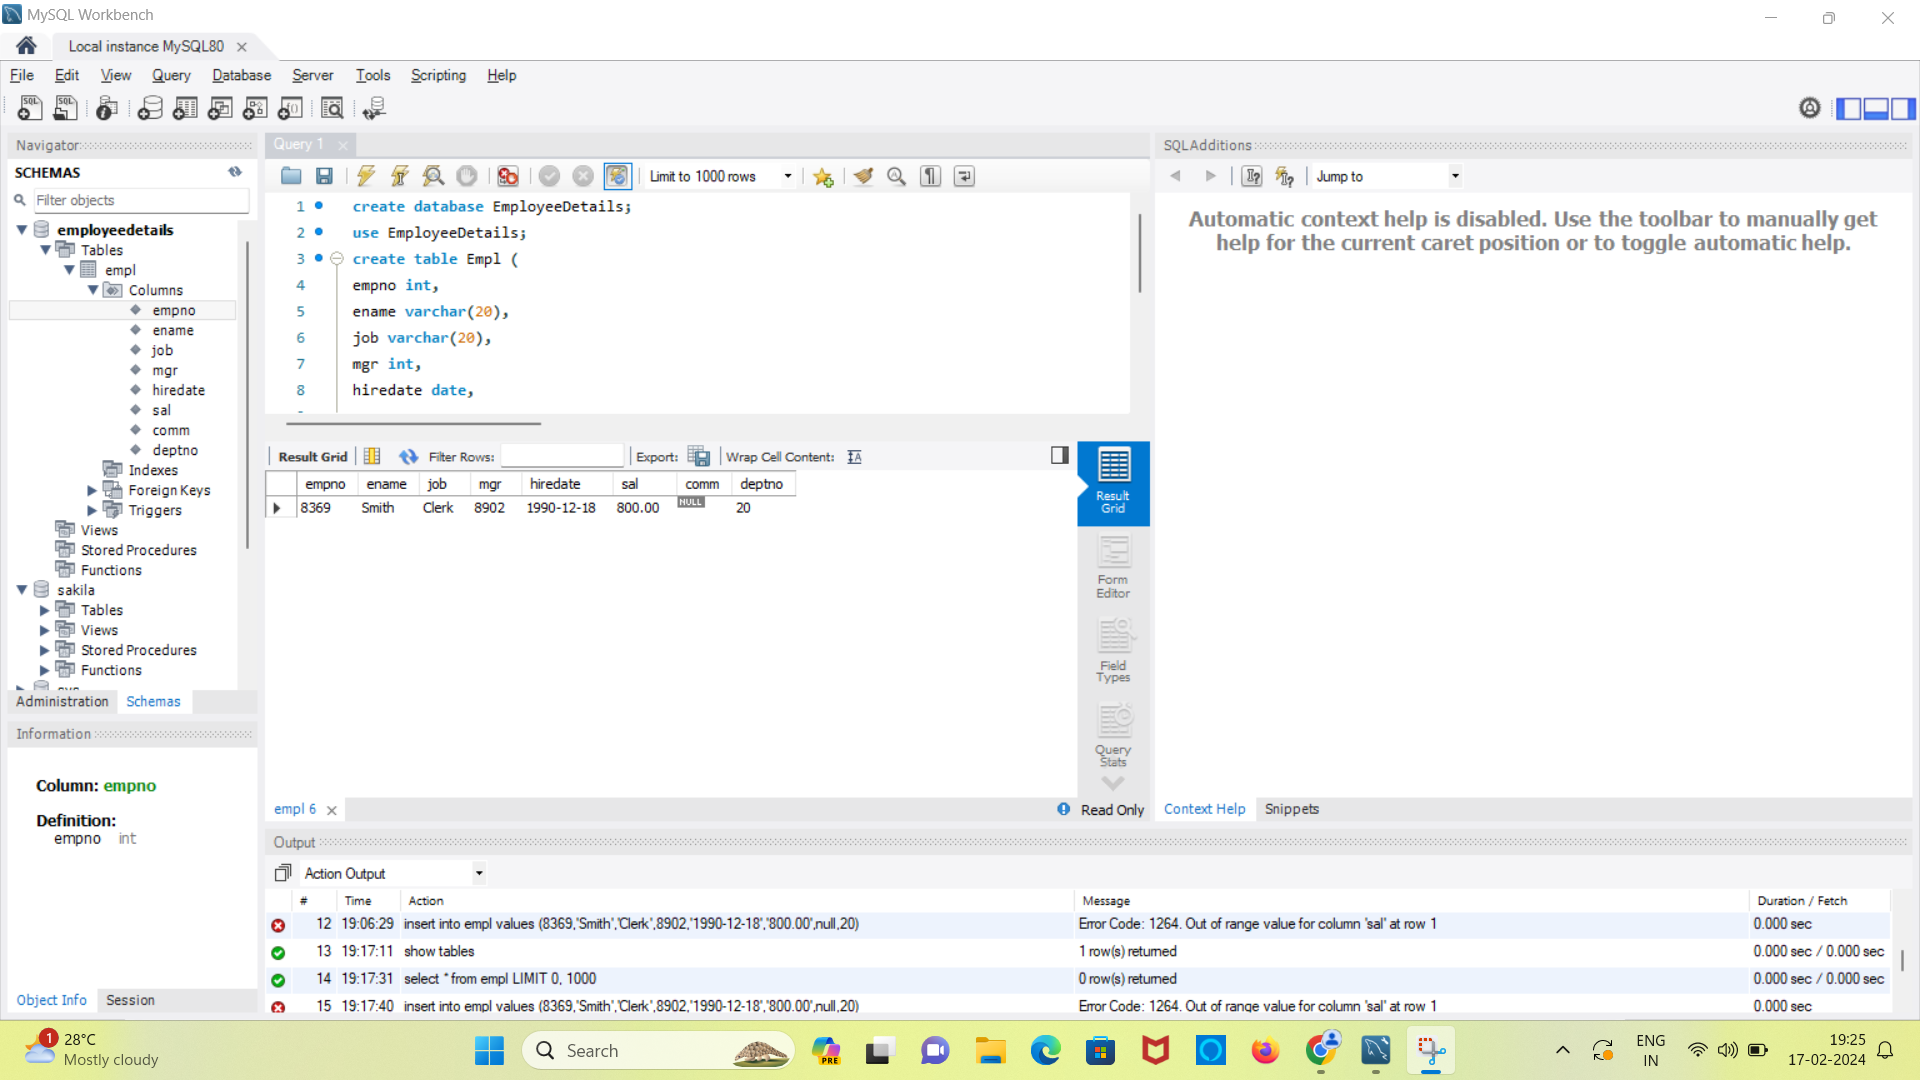 MySQL Workbench
Local instance MySQL80
File Edit View Query Database Server Tools Scripting Help
Navigator
SCHEMAS
Filter objects
employeedetails
Tables
empl
Columns
empno
ename
job
mgr
hiredate
sal
comm
deptno
Indexes
Foreign Keys
Triggers
Views
Stored Procedures
Functions
sakila
Tables
Views
Stored Procedures
Functions
Administration Schemas
Information
Column: empno
Definition:
empno int
Object Info Session
Query 1
Limit to 1000 rows
1 create database EmployeeDetails;
2 use EmployeeDetails;
3 create table Empl (
4 empno int,
5 ename varchar(20),
6 job varchar(20),
7 mgr int,
8 hiredate date,
Result Grid Filter Rows: Export: Wrap Cell Content:
empno ename job mgr hiredate sal comm deptno
8369 Smith Clerk 8902 1990-12-18 800.00 NULL 20
Result
Grid
Form
Editor
Field
Types
Query
Stats
empl 6
Read Only
SQLAdditions
Jump to
Automatic context help is disabled. Use the toolbar to manually get
help for the current caret position or to toggle automatic help.
Context Help Snippets
Output
Action Output
# Time Action Message Duration / Fetch
12 19:06:29 insert into empl values (8369,'Smith','Clerk',8902,'1990-12-18','800.00',null,20) Error Code: 1264. Out of range value for column 'sal' at row 1 0.000 sec
13 19:17:11 show tables 1 row(s) returned 0.000 sec / 0.000 sec
14 19:17:31 select * from empl LIMIT 0, 1000 0 row(s) returned 0.000 sec / 0.000 sec
15 19:17:40 insert into empl values (8369,'Smith','Clerk',8902,'1990-12-18','800.00',null,20) Error Code: 1264. Out of range value for column 'sal' at row 1 0.000 sec
1
28°C
Mostly cloudy
Search
PRE
ENG
IN
19:25
17-02-2024